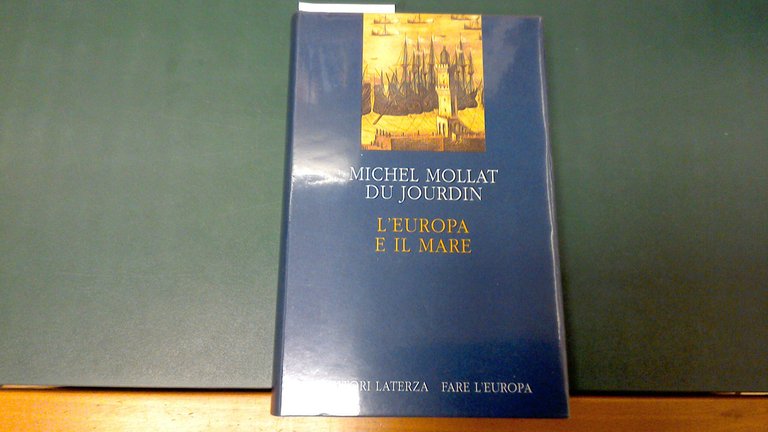 MICHEL MOLLAT
DU JOURDIN
L'EUROPA
E IL MARE
LATERZA FARE L'EUROPA